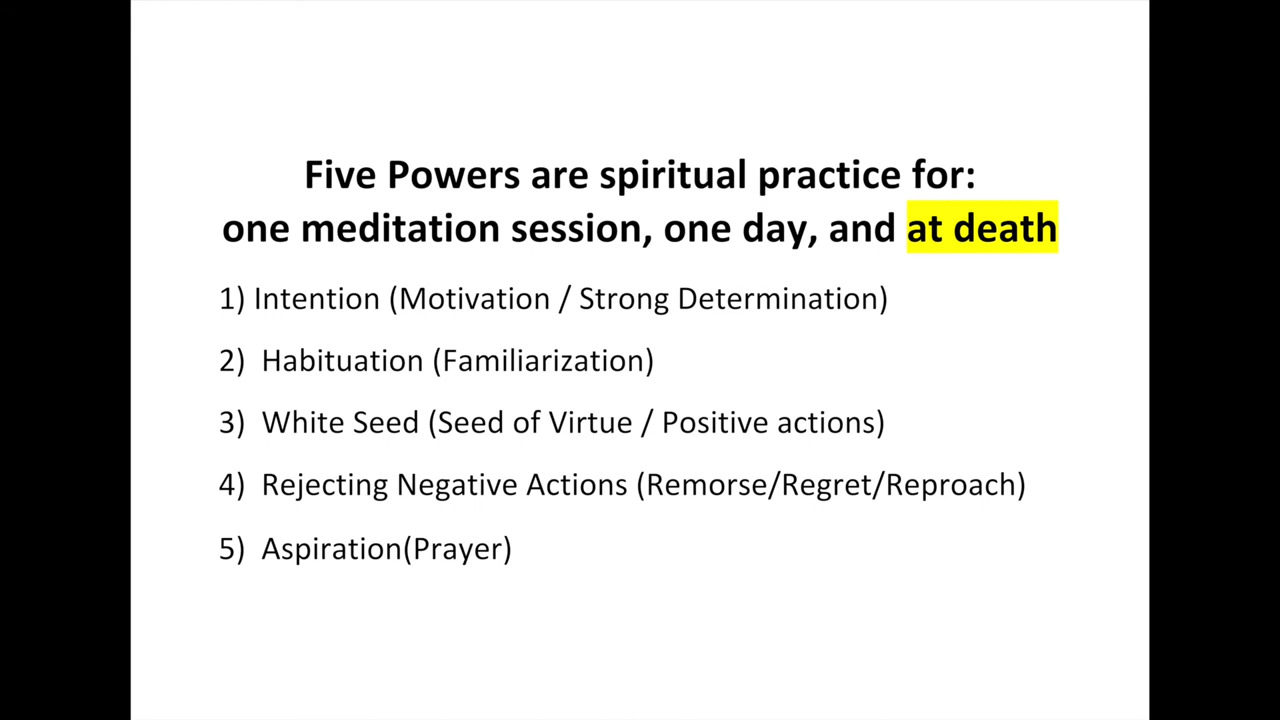 Five Powers are spiritual practice for:
one meditation session, one day, and at death
1) Intention (Motivation / Strong Determination)
2) Habituation (Familiarization)
3) White Seed (Seed of Virtue / Positive actions)
4) Rejecting Negative Actions (Remorse/Regret/Reproach)
5) Aspiration(Prayer)